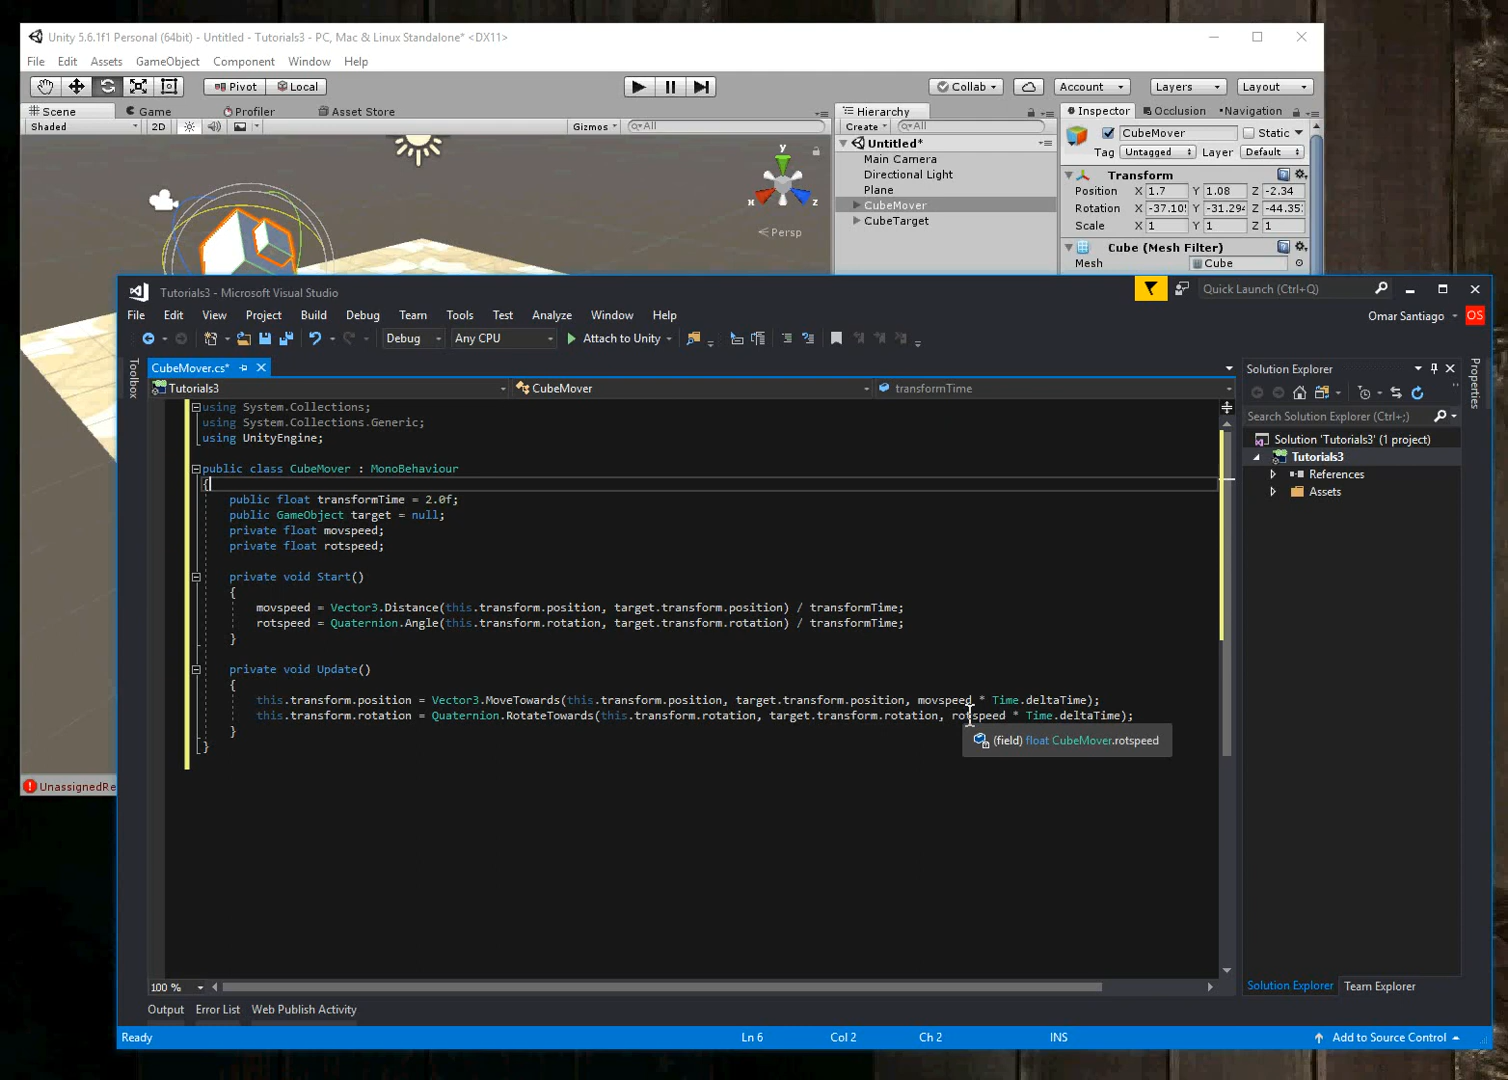 Unity 5.6.1f1 Personal (64bit) - Untitled - Tutorials3 - PC, Mac & Linux Standalone* <DX11>
File Edit Assets GameObject Component Window Help
Pivot Local Collab Account Layers Layout
Scene Game Profiler Asset Store Hierarchy Inspector Occlusion Navigation
Shaded 2D Gizmos All Create All
CubeMover Static
Untitled*
Tag Untagged Layer Default
Main Camera
Directional Light
Transform
Plane
Position X 1.7 Y 1.08 Z -2.34
CubeMover
Rotation X -37.10 Y -31.294 Z -44.35
CubeTarget
Scale X 1 Y 1 Z 1
y
x
z
Persp
Cube (Mesh Filter)
Mesh Cube
Tutorials3 - Microsoft Visual Studio
Quick Launch (Ctrl+Q)
File Edit View Project Build Debug Team Tools Test Analyze Window Help
Omar Santiago OS
Debug Any CPU Attach to Unity
Toolbox
CubeMover.cs*
Tutorials3 CubeMover transformTime
using System.Collections;
using System.Collections.Generic;
using UnityEngine;
public class CubeMover : MonoBehaviour
{
public float transformTime = 2.0f;
public GameObject target = null;
private float movspeed;
private float rotspeed;
private void Start()
{
movspeed = Vector3.Distance(this.transform.position, target.transform.position) / transformTime;
rotspeed = Quaternion.Angle(this.transform.rotation, target.transform.rotation) / transformTime;
}
private void Update()
{
this.transform.position = Vector3.MoveTowards(this.transform.position, target.transform.position, movspeed * Time.deltaTime);
this.transform.rotation = Quaternion.RotateTowards(this.transform.rotation, target.transform.rotation, rotspeed * Time.deltaTime);
}
}
(field) float CubeMover.rotspeed
UnassignedRe
Solution Explorer
Search Solution Explorer (Ctrl+;)
Solution 'Tutorials3' (1 project)
Tutorials3
References
Assets
Properties
100 %
Solution Explorer Team Explorer
Output Error List Web Publish Activity
Ready Ln 6 Col 2 Ch 2 INS Add to Source Control